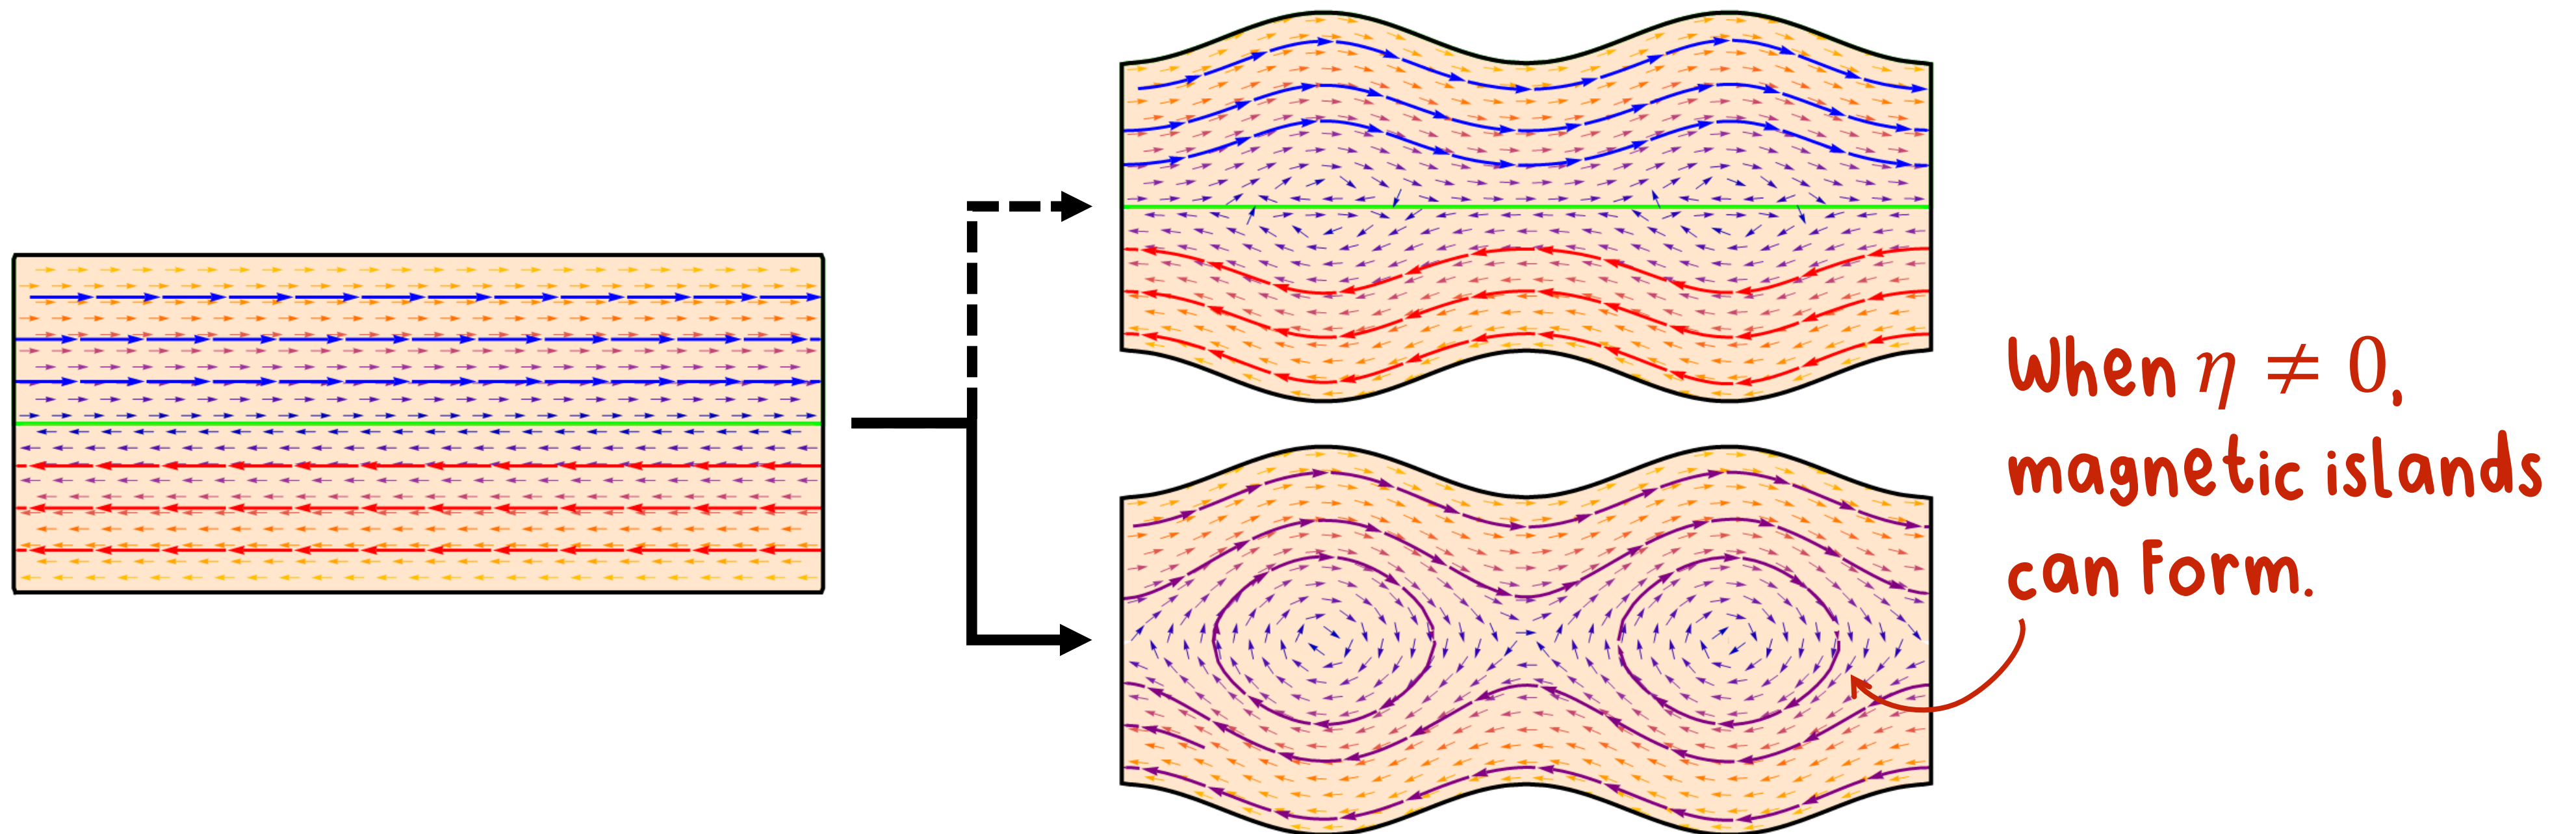 When η ≠ 0,
magnetic islands
can form.